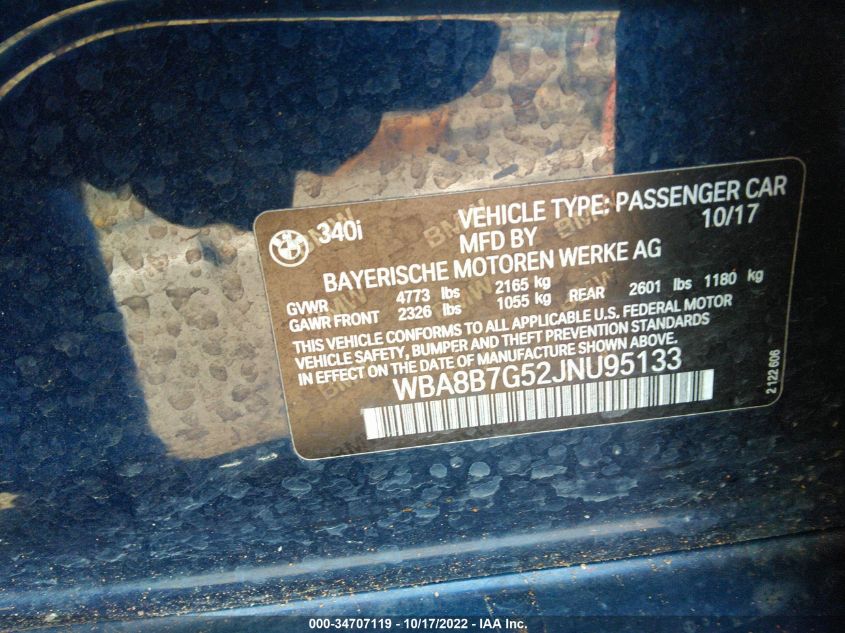 BMW
340i
VEHICLE TYPE: PASSENGER CAR
MFD BY 10/17
BAYERISCHE MOTOREN WERKE AG
GVWR 4773 lbs 2165 kg
GAWR FRONT 2326 lbs 1055 kg REAR 2601 lbs 1180 kg
THIS VEHICLE CONFORMS TO ALL APPLICABLE U.S. FEDERAL MOTOR
VEHICLE SAFETY, BUMPER AND THEFT PREVENTION STANDARDS
IN EFFECT ON THE DATE OF MANUFACTURE SHOWN ABOVE.
WBA8B7G52JNU95133
2 122 606
000-34707119 - 10/17/2022 - IAA Inc.